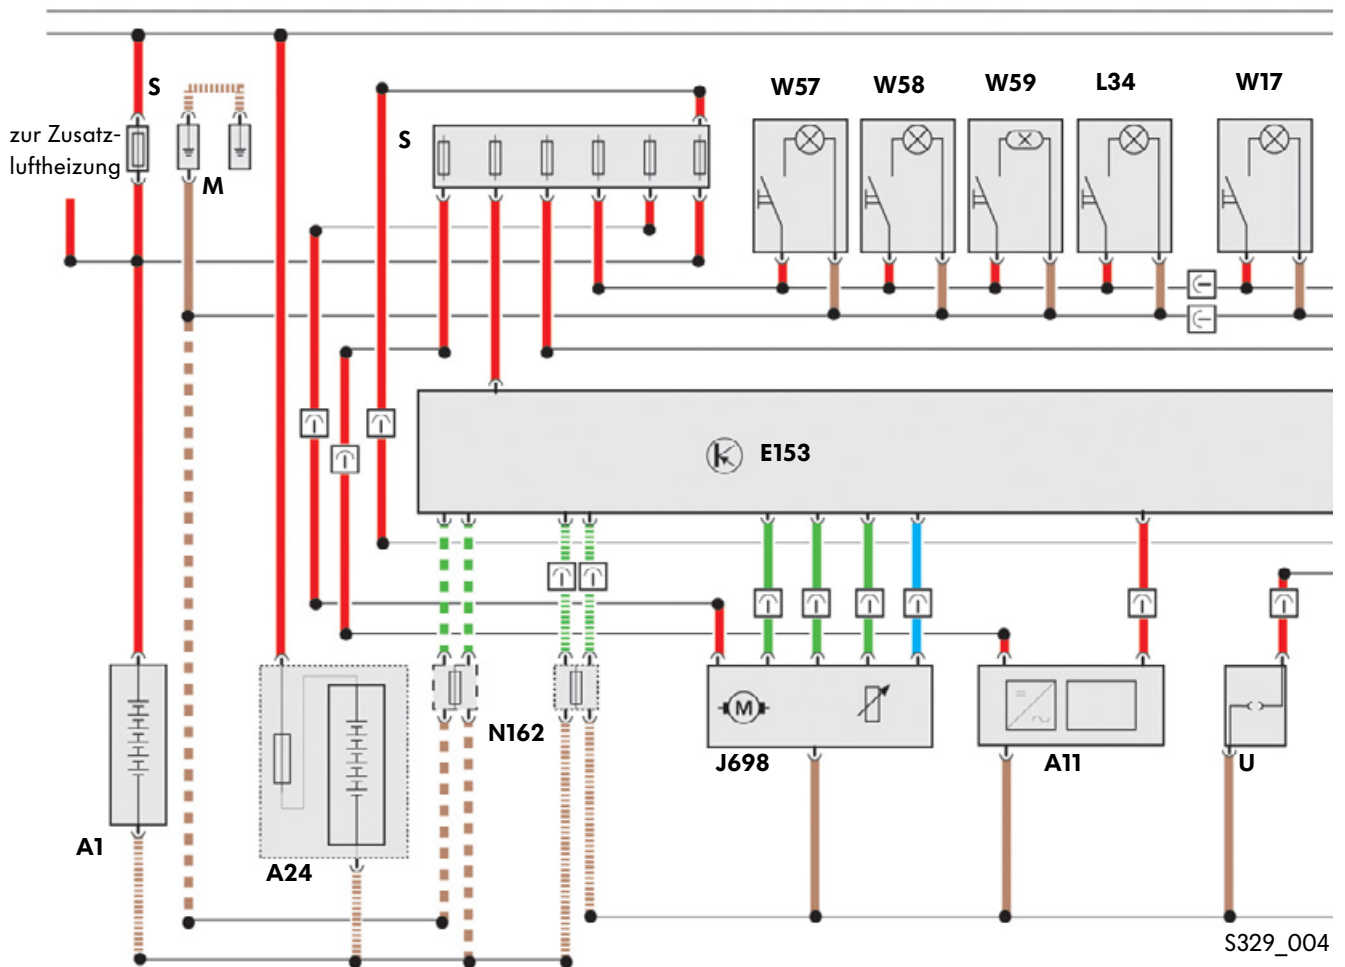 W57
W58
W59
L34
W17
S
zur Zusatz-
luftheizung
S
M
E153
N162
J698
A11
U
A1
A24
M
S329_004